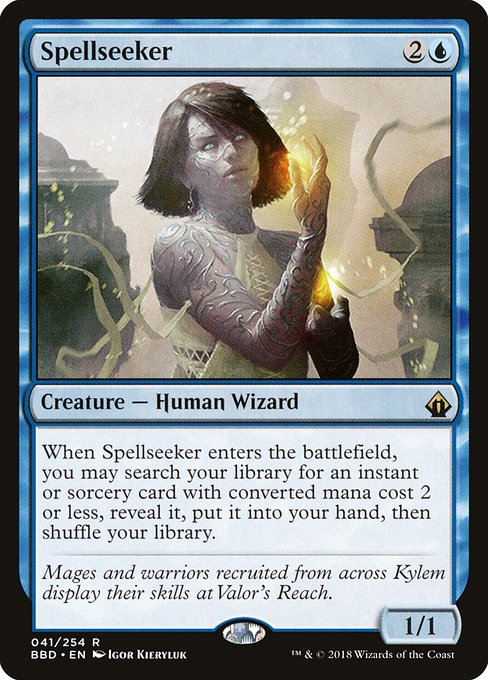 Spellseeker 2
Creature — Human Wizard
When Spellseeker enters the battlefield,
you may search your library for an instant
or sorcery card with converted mana cost 2
or less, reveal it, put it into your hand, then
shuffle your library.
Mages and warriors recruited from across Kylem
display their skills at Valor's Reach.
1/1
041/254 R
BBD • EN Igor Kieryluk
™ & © 2018 Wizards of the Coast